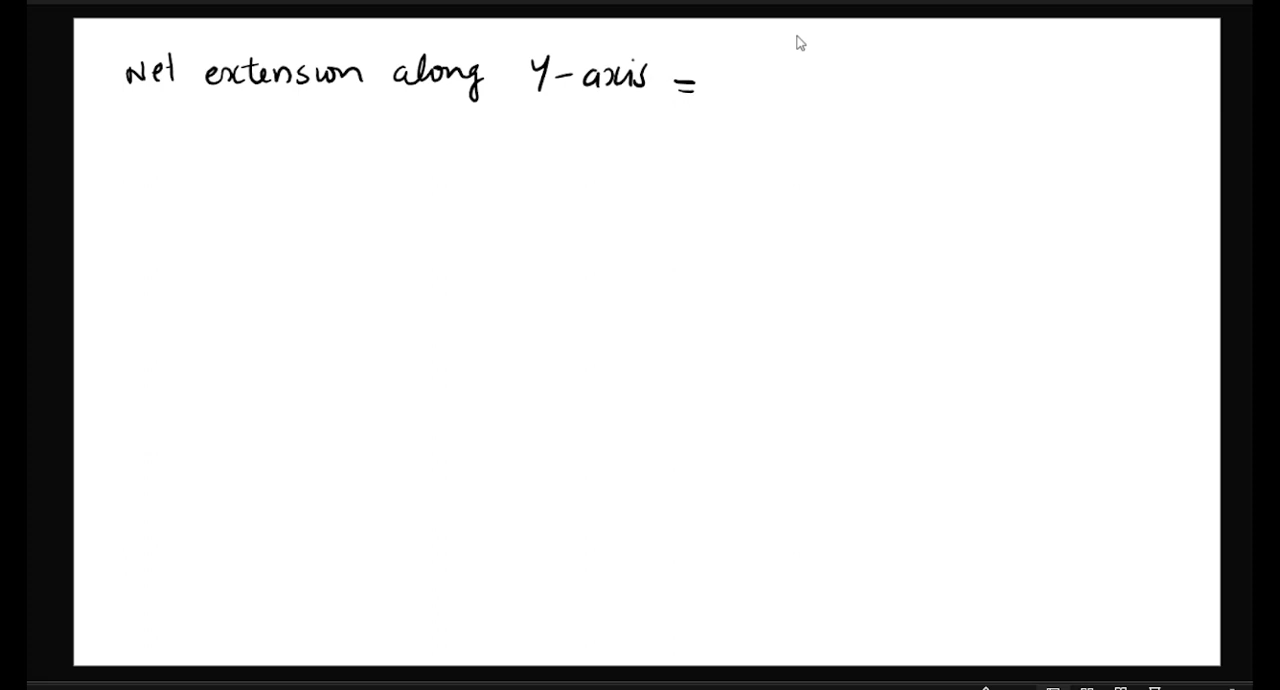 Net extension along Y-axis =